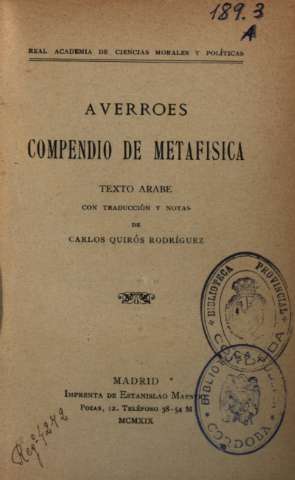 189.3
A
REAL ACADEMIA DE CIENCIAS MORALES Y POLÍTICAS
AVERROES
COMPENDIO DE METAFISICA
TEXTO ARABE
CON TRADUCCIÓN Y NOTAS
DE
CARLOS QUIRÓS RODRÍGUEZ
BIBLIOTECA PROVINCIAL
CORDOBA
MADRID
IMPRENTA DE ESTANISLAO MAEST
POZAS, 12. TELÉFONO 38-54 M
MCMXIX
CORDOBA